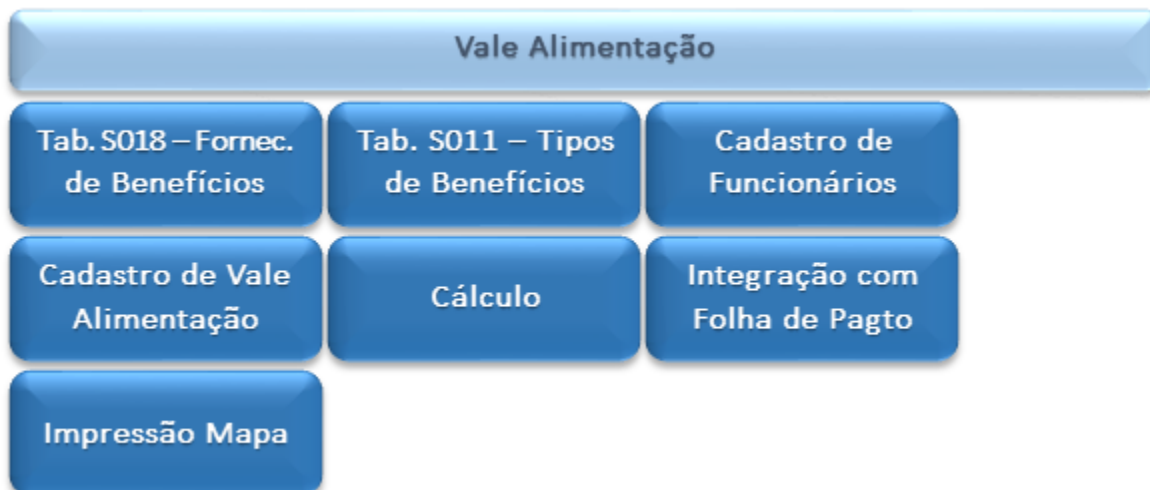 Vale Alimentação
Tab. S018 – Fornec.
de Benefícios
Tab. S011 – Tipos
de Benefícios
Cadastro de
Funcionários
Cadastro de Vale
Alimentação
Cálculo
Integração com
Folha de Pagto
Impressão Mapa